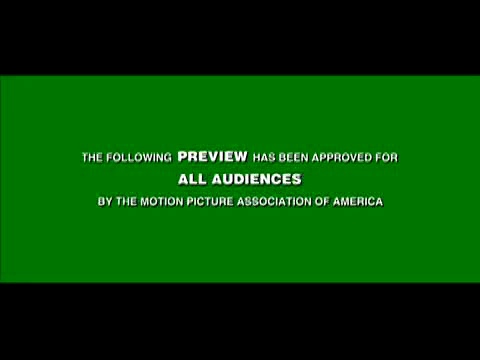 THE FOLLOWING PREVIEW HAS BEEN APPROVED FOR
ALL AUDIENCES
BY THE MOTION PICTURE ASSOCIATION OF AMERICA